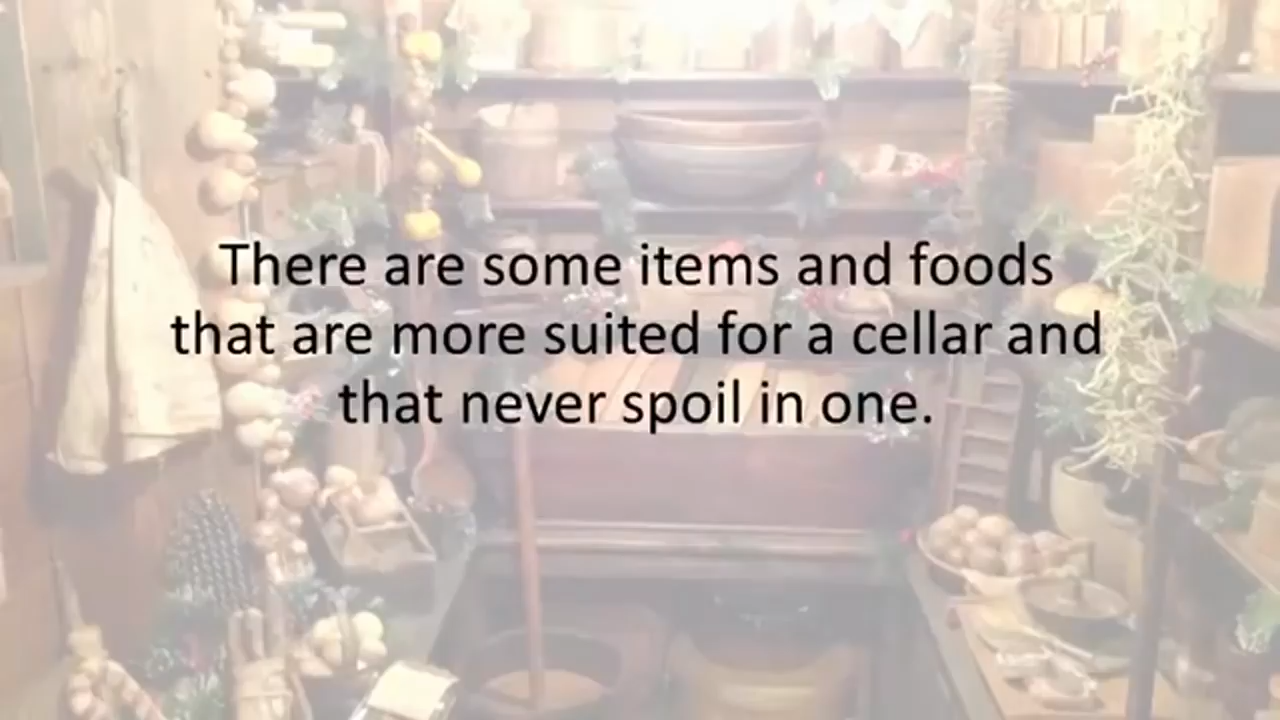 There are some items and foods
that are more suited for a cellar and
that never spoil in one.